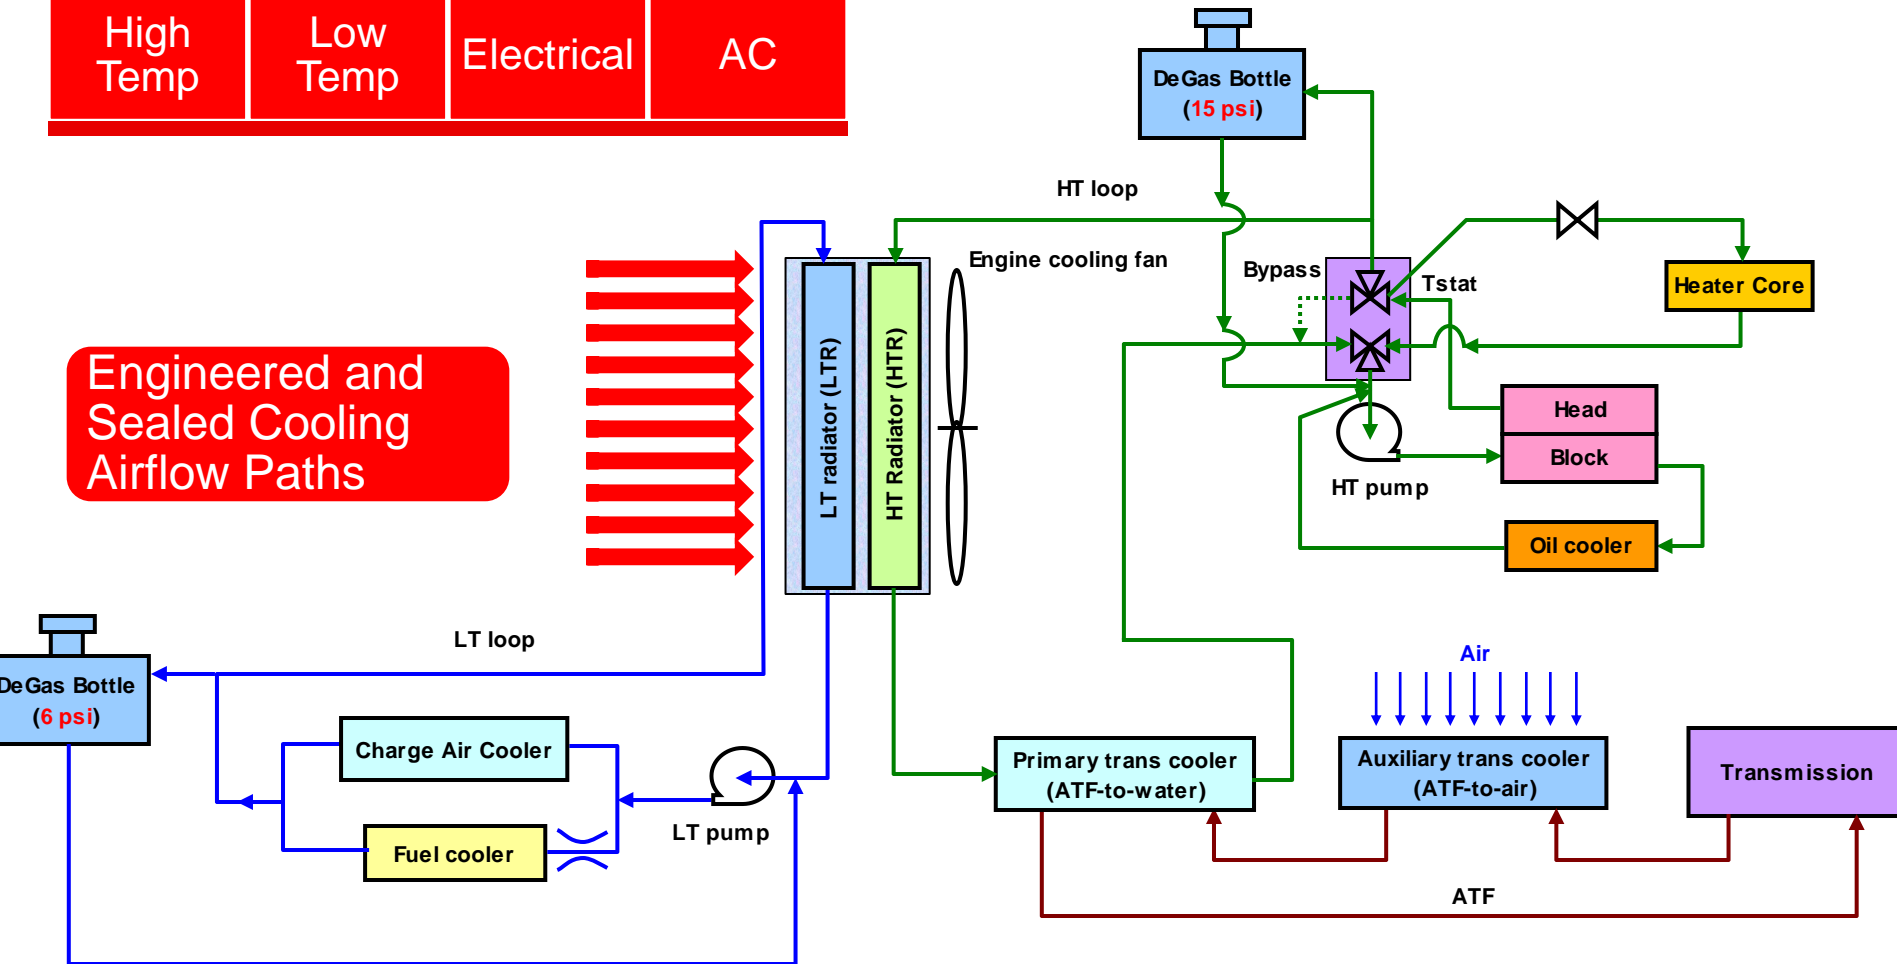 High
Temp
Low
Temp
Electrical
AC
DeGas Bottle
(15 psi)
HT loop
Engine cooling fan
Bypass
Tstat
Heater Core
Engineered and
Sealed Cooling
Airflow Paths
LT radiator (LTR)
HT Radiator (HTR)
Head
Block
HT pump
Oil cooler
LT loop
Air
DeGas Bottle
(6 psi)
Charge Air Cooler
Primary trans cooler
(ATF-to-water)
Auxiliary trans cooler
(ATF-to-air)
Transmission
LT pump
Fuel cooler
ATF